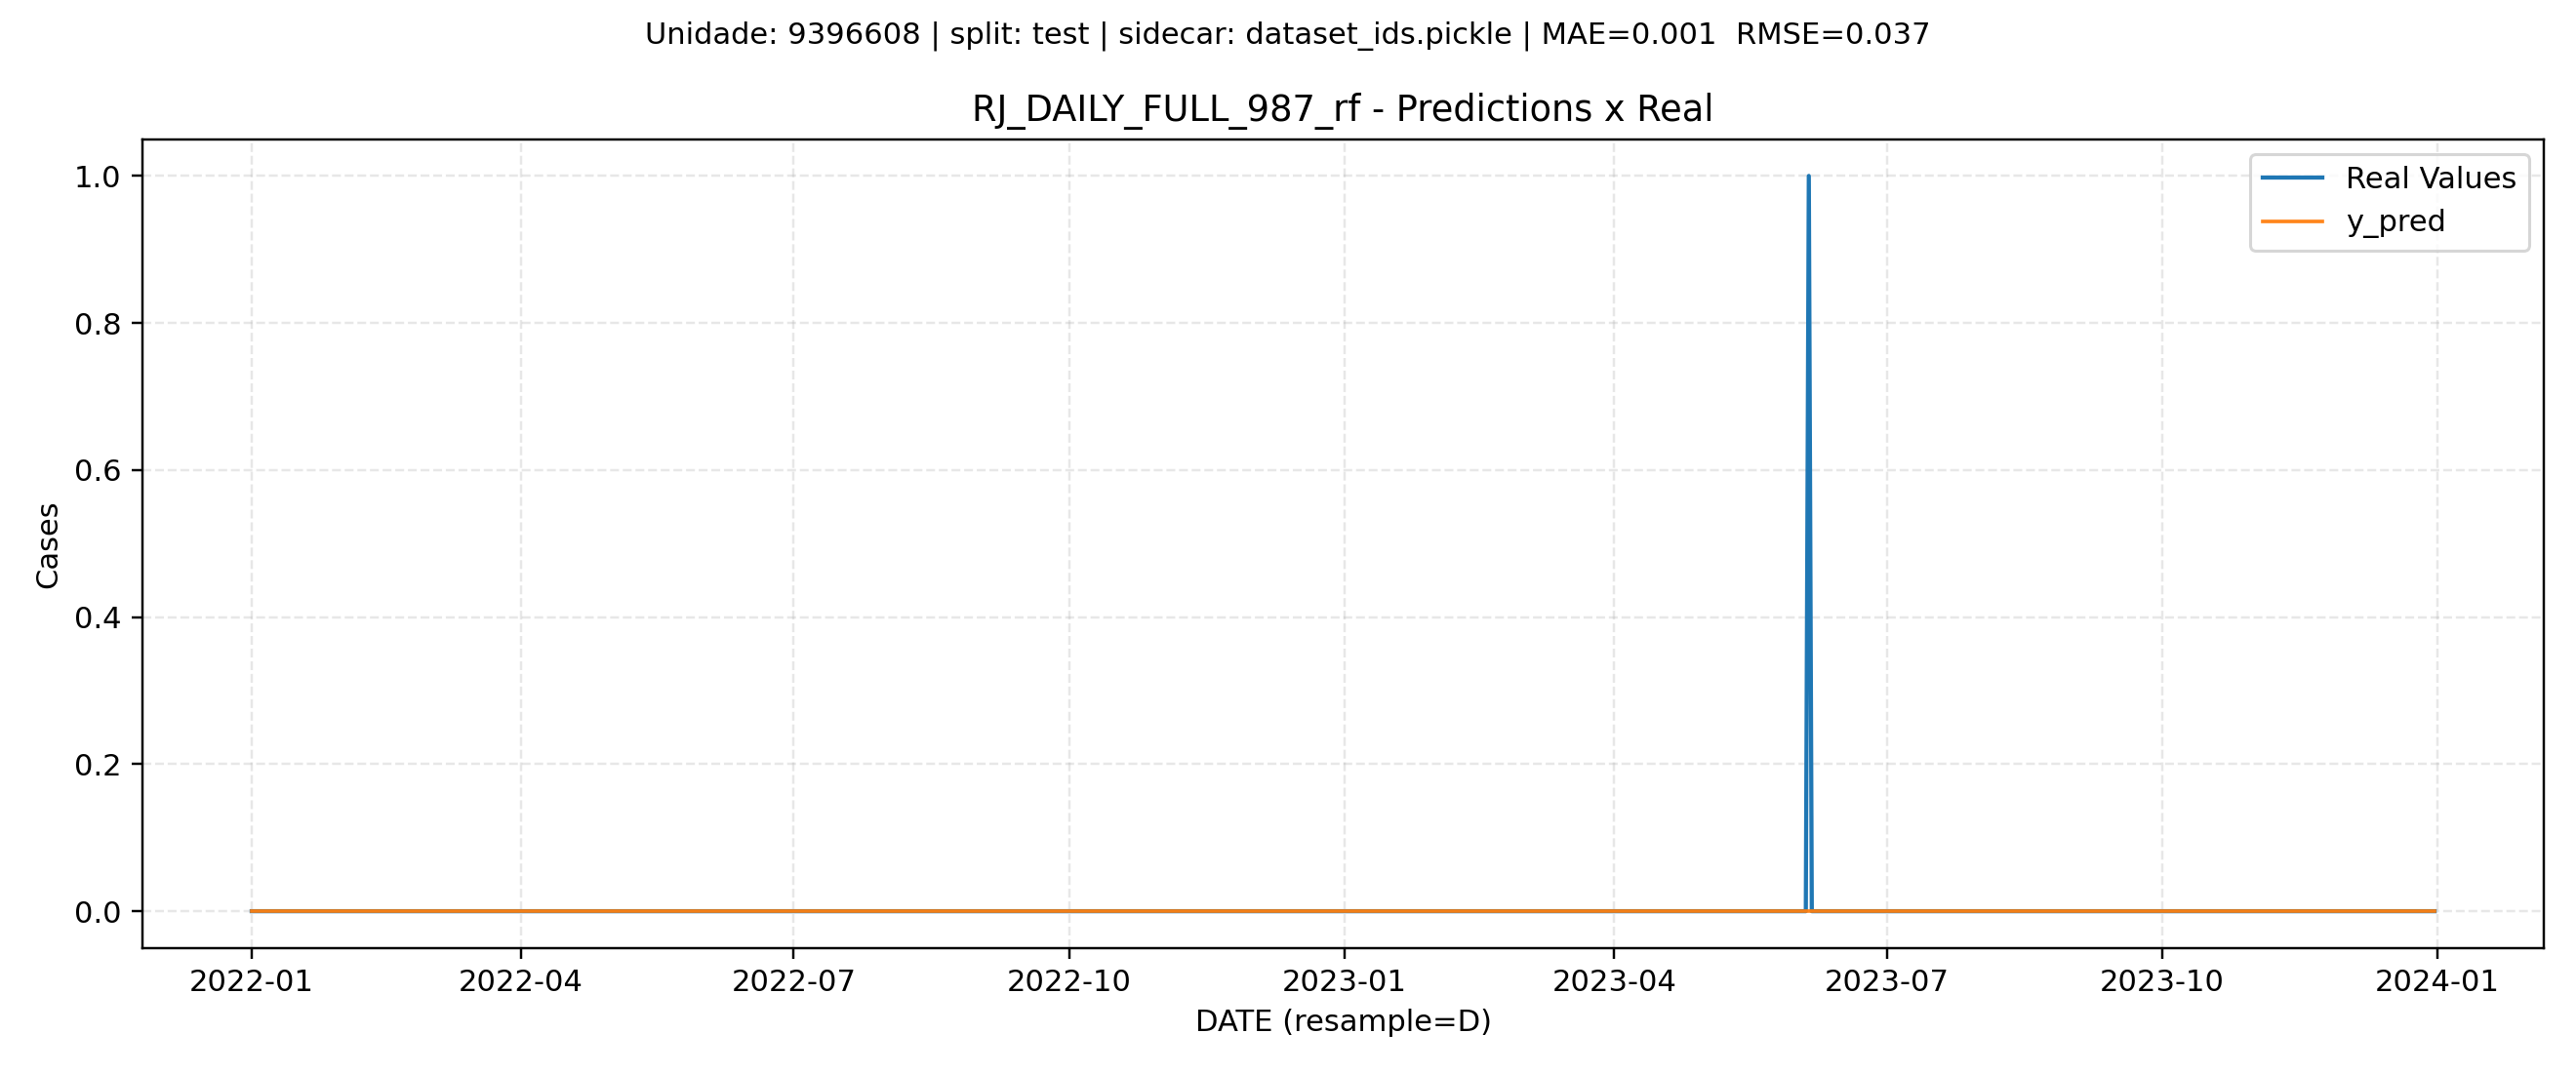 Unidade: 9396608 | split: test | sidecar: dataset_ids.pickle | MAE=0.001  RMSE=0.037
RJ_DAILY_FULL_987_rf - Predictions x Real
Real Values
y_pred
1.0
0.8
0.6
0.4
0.2
0.0
Cases
2022-01
2022-04
2022-07
2022-10
2023-01
2023-04
2023-07
2023-10
2024-01
DATE (resample=D)